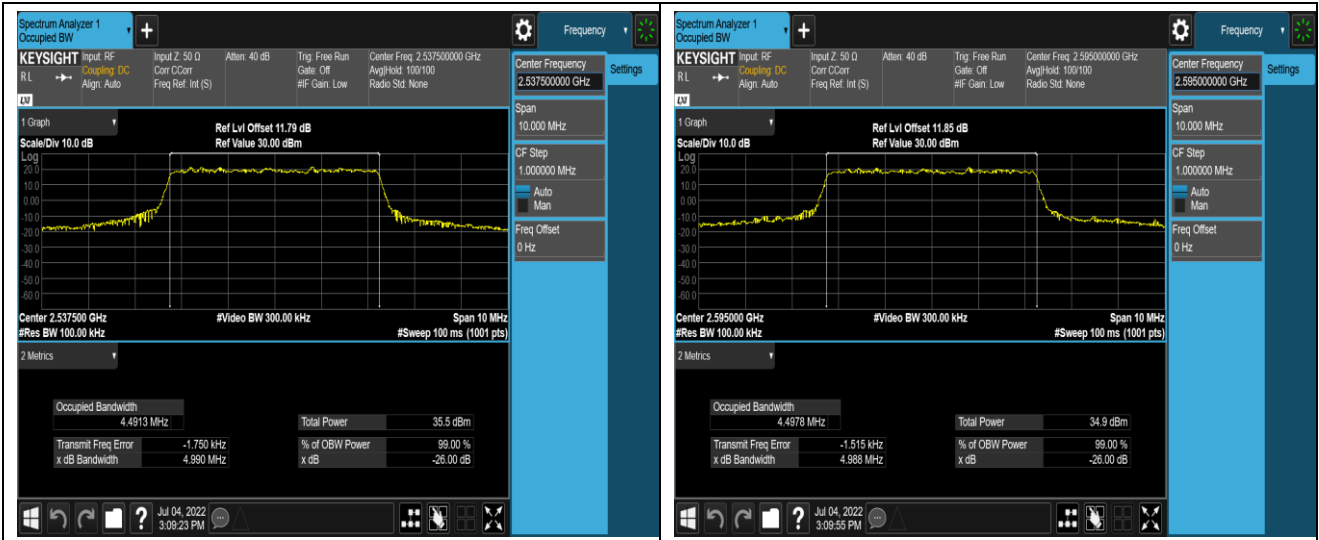 Spectrum Analyzer 1
Occupied BW
+
Frequency
KEYSIGHT Input: RF Input Z: 50 Ω Atten: 40 dB Trig: Free Run Center Freq: 2.537500000 GHz
R L Coupling: DC Corr CCorr Gate: Off Avg|Hold: 100/100
Align: Auto Freq Ref: Int (S) #IF Gain: Low Radio Std: None
LXI
Center Frequency
2.537500000 GHz
Settings
Span
10.000 MHz
CF Step
1.000000 MHz
Auto
Man
Freq Offset
0 Hz
1 Graph
Ref Lvl Offset 11.79 dB
Scale/Div 10.0 dB Ref Value 30.00 dBm
Log
20.0
10.0
0.00
-10.0
-20.0
-30.0
-40.0
-50.0
-60.0
Center 2.537500 GHz #Video BW 300.00 kHz Span 10 MHz
#Res BW 100.00 kHz #Sweep 100 ms (1001 pts)
2 Metrics
Occupied Bandwidth
4.4913 MHz Total Power 35.5 dBm
Transmit Freq Error -1.750 kHz % of OBW Power 99.00 %
x dB Bandwidth 4.990 MHz x dB -26.00 dB
?
Jul 04, 2022
3:09:23 PM
Spectrum Analyzer 1
Occupied BW
+
Frequency
KEYSIGHT Input: RF Input Z: 50 Ω Atten: 40 dB Trig: Free Run Center Freq: 2.595000000 GHz
R L Coupling: DC Corr CCorr Gate: Off Avg|Hold: 100/100
Align: Auto Freq Ref: Int (S) #IF Gain: Low Radio Std: None
LXI
Center Frequency
2.595000000 GHz
Settings
Span
10.000 MHz
CF Step
1.000000 MHz
Auto
Man
Freq Offset
0 Hz
1 Graph
Ref Lvl Offset 11.85 dB
Scale/Div 10.0 dB Ref Value 30.00 dBm
Log
20.0
10.0
0.00
-10.0
-20.0
-30.0
-40.0
-50.0
-60.0
Center 2.595000 GHz #Video BW 300.00 kHz Span 10 MHz
#Res BW 100.00 kHz #Sweep 100 ms (1001 pts)
2 Metrics
Occupied Bandwidth
4.4978 MHz Total Power 34.9 dBm
Transmit Freq Error -1.515 kHz % of OBW Power 99.00 %
x dB Bandwidth 4.988 MHz x dB -26.00 dB
?
Jul 04, 2022
3:09:55 PM